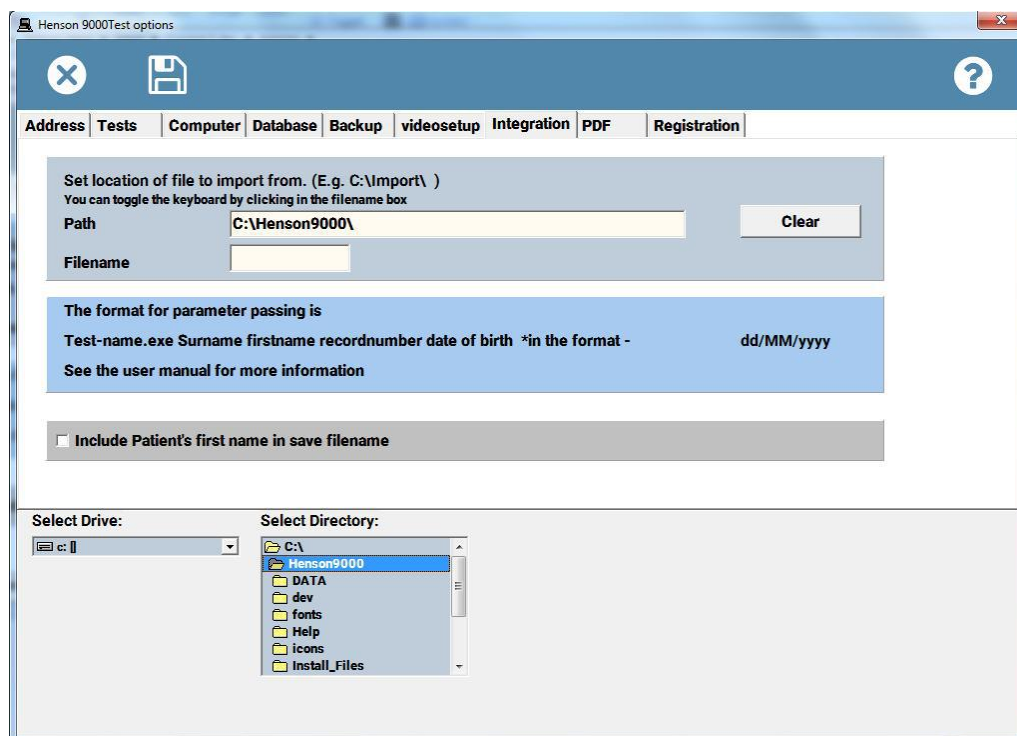 Henson 9000Test options
Address Tests Computer Database Backup videosetup Integration PDF Registration
Set location of file to import from. (E.g. C:\Import\ )
You can toggle the keyboard by clicking in the filename box
Path C:\Henson9000\ Clear
Filename
The format for parameter passing is
Test-name.exe Surname firstname recordnumber date of birth *in the format - dd/MM/yyyy
See the user manual for more information
Include Patient's first name in save filename
Select Drive: Select Directory:
c: [] C:\
Henson9000
DATA
dev
fonts
Help
icons
Install_Files